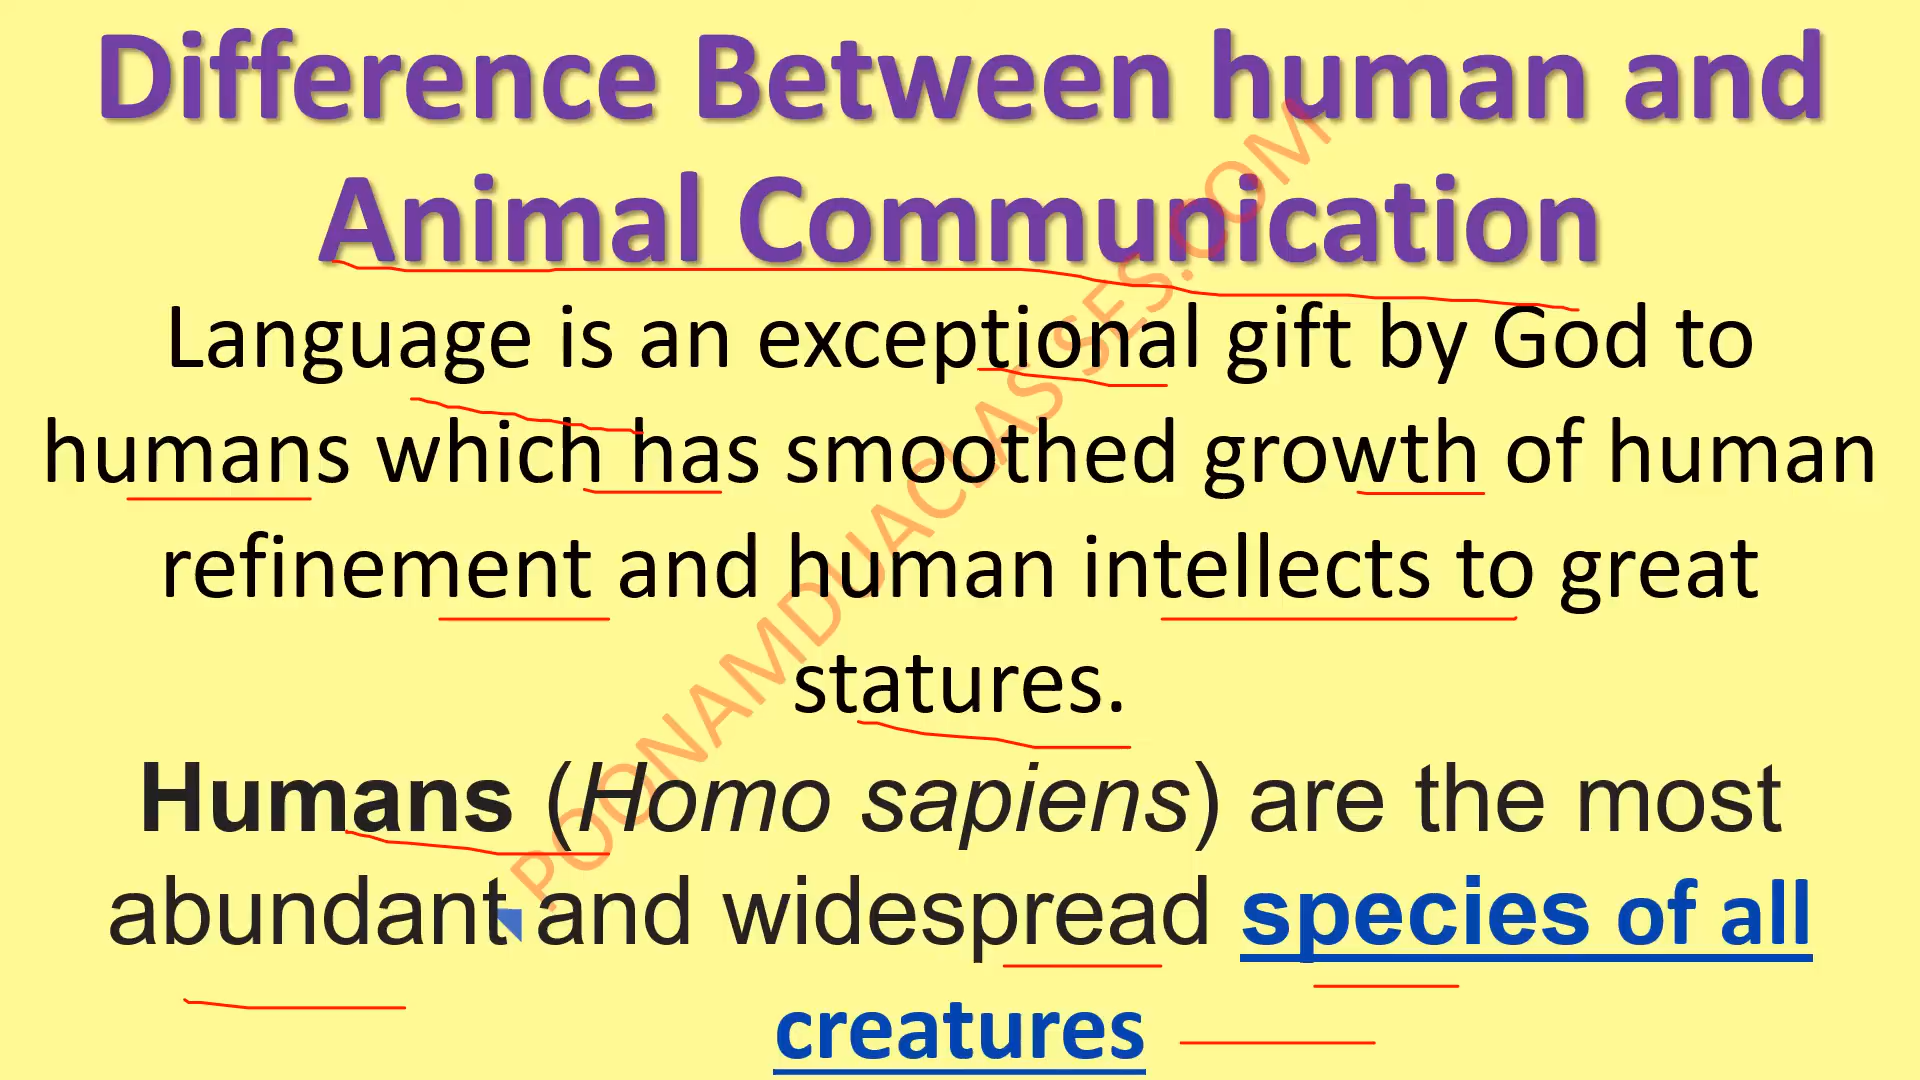 Difference Between human and
Animal Communication
Language is an exceptional gift by God to
humans which has smoothed growth of human
refinement and human intellects to great
statures.
Humans (Homo sapiens) are the most
abundant and widespread species of all
creatures
POONAMDUACLASSES.COM